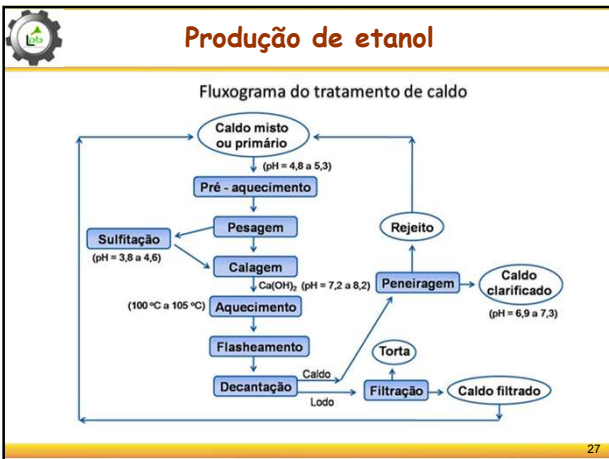 Produção de etanol
Fluxograma do tratamento de caldo
Caldo misto
ou primário
(pH = 4,8 a 5,3)
Pré - aquecimento
Pesagem
Rejeito
Sulfitação
(pH = 3,8 a 4,6)
Calagem
Ca(OH)₂ (pH = 7,2 a 8,2)
Peneiragem
Caldo
clarificado
(pH = 6,9 a 7,3)
(100 ºC a 105 ºC)
Aquecimento
Flasheamento
Torta
Decantação
Caldo
Lodo
Filtração
Caldo filtrado
27